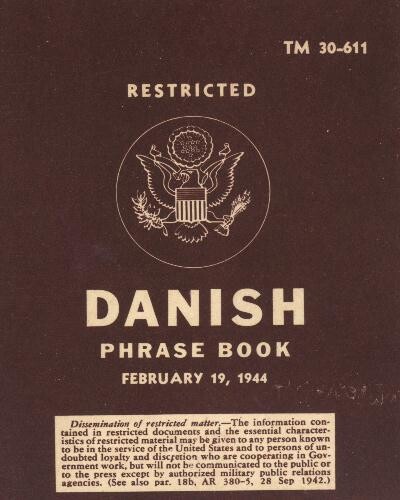 TM 30-611
RESTRICTED
DANISH
PHRASE BOOK
FEBRUARY 19, 1944
Dissemination of restricted matter.—The information con-
tained in restricted documents and the essential character-
istics of restricted material may be given to any person known
to be in the service of the United States and to persons of un-
doubted loyalty and discretion who are cooperating in Gov-
ernment work, but will not be communicated to the public or
to the press except by authorized military public relations
agencies. (See also par. 18b, AR 380-5, 28 Sep 1942.)